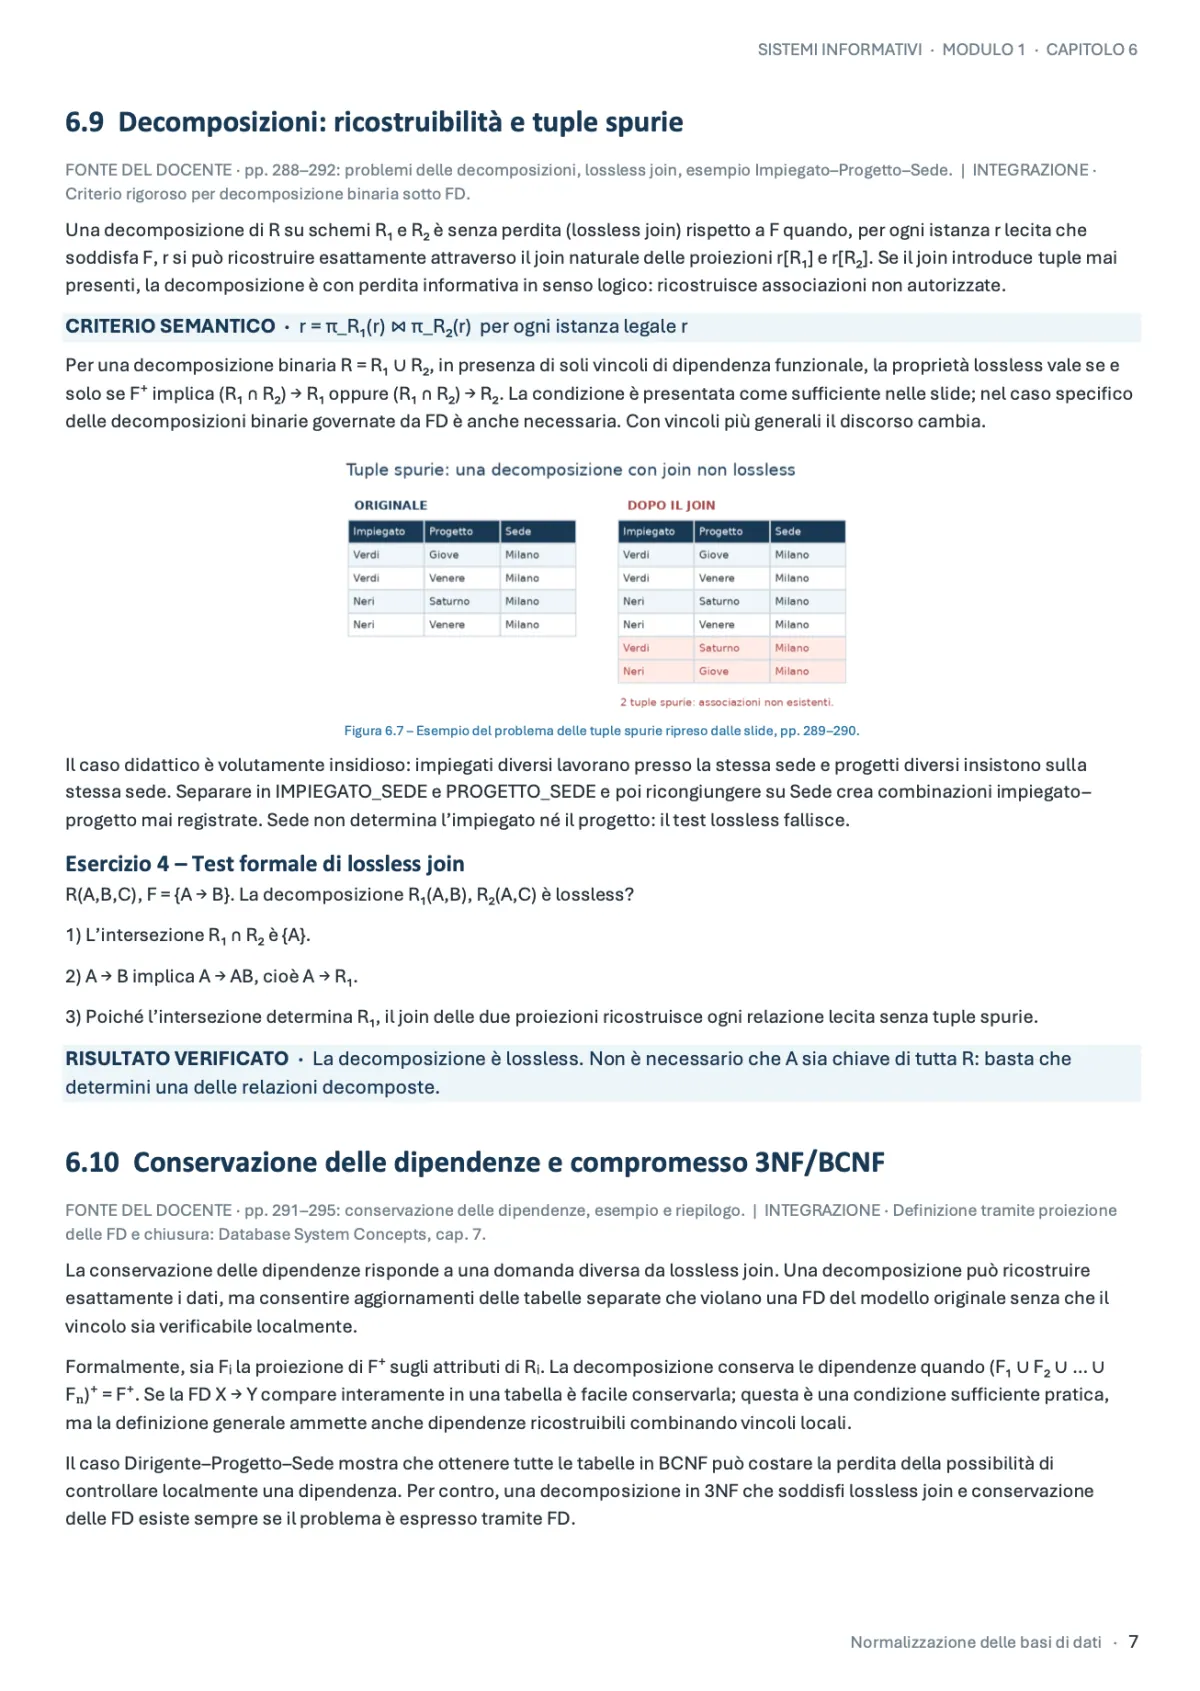 SISTEMI INFORMATIVI · MODULO 1 · CAPITOLO 6
6.9 Decomposizioni: ricostruibilità e tuple spurie
FONTE DEL DOCENTE · pp. 288–292: problemi delle decomposizioni, lossless join, esempio Impiegato–Progetto–Sede. | INTEGRAZIONE ·
Criterio rigoroso per decomposizione binaria sotto FD.
Una decomposizione di R su schemi R₁ e R₂ è senza perdita (lossless join) rispetto a F quando, per ogni istanza r lecita che
soddisfa F, r si può ricostruire esattamente attraverso il join naturale delle proiezioni r[R₁] e r[R₂]. Se il join introduce tuple mai
presenti, la decomposizione è con perdita informativa in senso logico: ricostruisce associazioni non autorizzate.
CRITERIO SEMANTICO · r = π_R₁(r) ⋈ π_R₂(r) per ogni istanza legale r
Per una decomposizione binaria R = R₁ ∪ R₂, in presenza di soli vincoli di dipendenza funzionale, la proprietà lossless vale se e
solo se F⁺ implica (R₁ ∩ R₂) → R₁ oppure (R₁ ∩ R₂) → R₂. La condizione è presentata come sufficiente nelle slide; nel caso specifico
delle decomposizioni binarie governate da FD è anche necessaria. Con vincoli più generali il discorso cambia.
Tuple spurie: una decomposizione con join non lossless
ORIGINALE
Impiegato Progetto Sede
Verdi Giove Milano
Verdi Venere Milano
Neri Saturno Milano
Neri Venere Milano
DOPO IL JOIN
Impiegato Progetto Sede
Verdi Giove Milano
Verdi Venere Milano
Neri Saturno Milano
Neri Venere Milano
Verdi Saturno Milano
Neri Giove Milano
2 tuple spurie: associazioni non esistenti.
Figura 6.7 – Esempio del problema delle tuple spurie ripreso dalle slide, pp. 289–290.
Il caso didattico è volutamente insidioso: impiegati diversi lavorano presso la stessa sede e progetti diversi insistono sulla
stessa sede. Separare in IMPIEGATO_SEDE e PROGETTO_SEDE e poi ricongiungere su Sede crea combinazioni impiegato–
progetto mai registrate. Sede non determina l’impiegato né il progetto: il test lossless fallisce.
Esercizio 4 – Test formale di lossless join
R(A,B,C), F = {A → B}. La decomposizione R₁(A,B), R₂(A,C) è lossless?
1) L’intersezione R₁ ∩ R₂ è {A}.
2) A → B implica A → AB, cioè A → R₁.
3) Poiché l’intersezione determina R₁, il join delle due proiezioni ricostruisce ogni relazione lecita senza tuple spurie.
RISULTATO VERIFICATO · La decomposizione è lossless. Non è necessario che A sia chiave di tutta R: basta che
determini una delle relazioni decomposte.
6.10 Conservazione delle dipendenze e compromesso 3NF/BCNF
FONTE DEL DOCENTE · pp. 291–295: conservazione delle dipendenze, esempio e riepilogo. | INTEGRAZIONE · Definizione tramite proiezione
delle FD e chiusura: Database System Concepts, cap. 7.
La conservazione delle dipendenze risponde a una domanda diversa da lossless join. Una decomposizione può ricostruire
esattamente i dati, ma consentire aggiornamenti delle tabelle separate che violano una FD del modello originale senza che il
vincolo sia verificabile localmente.
Formalmente, sia Fᵢ la proiezione di F⁺ sugli attributi di Rᵢ. La decomposizione conserva le dipendenze quando (F₁ ∪ F₂ ∪ … ∪
Fₙ)⁺ = F⁺. Se la FD X → Y compare interamente in una tabella è facile conservarla; questa è una condizione sufficiente pratica,
ma la definizione generale ammette anche dipendenze ricostruibili combinando vincoli locali.
Il caso Dirigente–Progetto–Sede mostra che ottenere tutte le tabelle in BCNF può costare la perdita della possibilità di
controllare localmente una dipendenza. Per contro, una decomposizione in 3NF che soddisfi lossless join e conservazione
delle FD esiste sempre se il problema è espresso tramite FD.
Normalizzazione delle basi di dati · 7